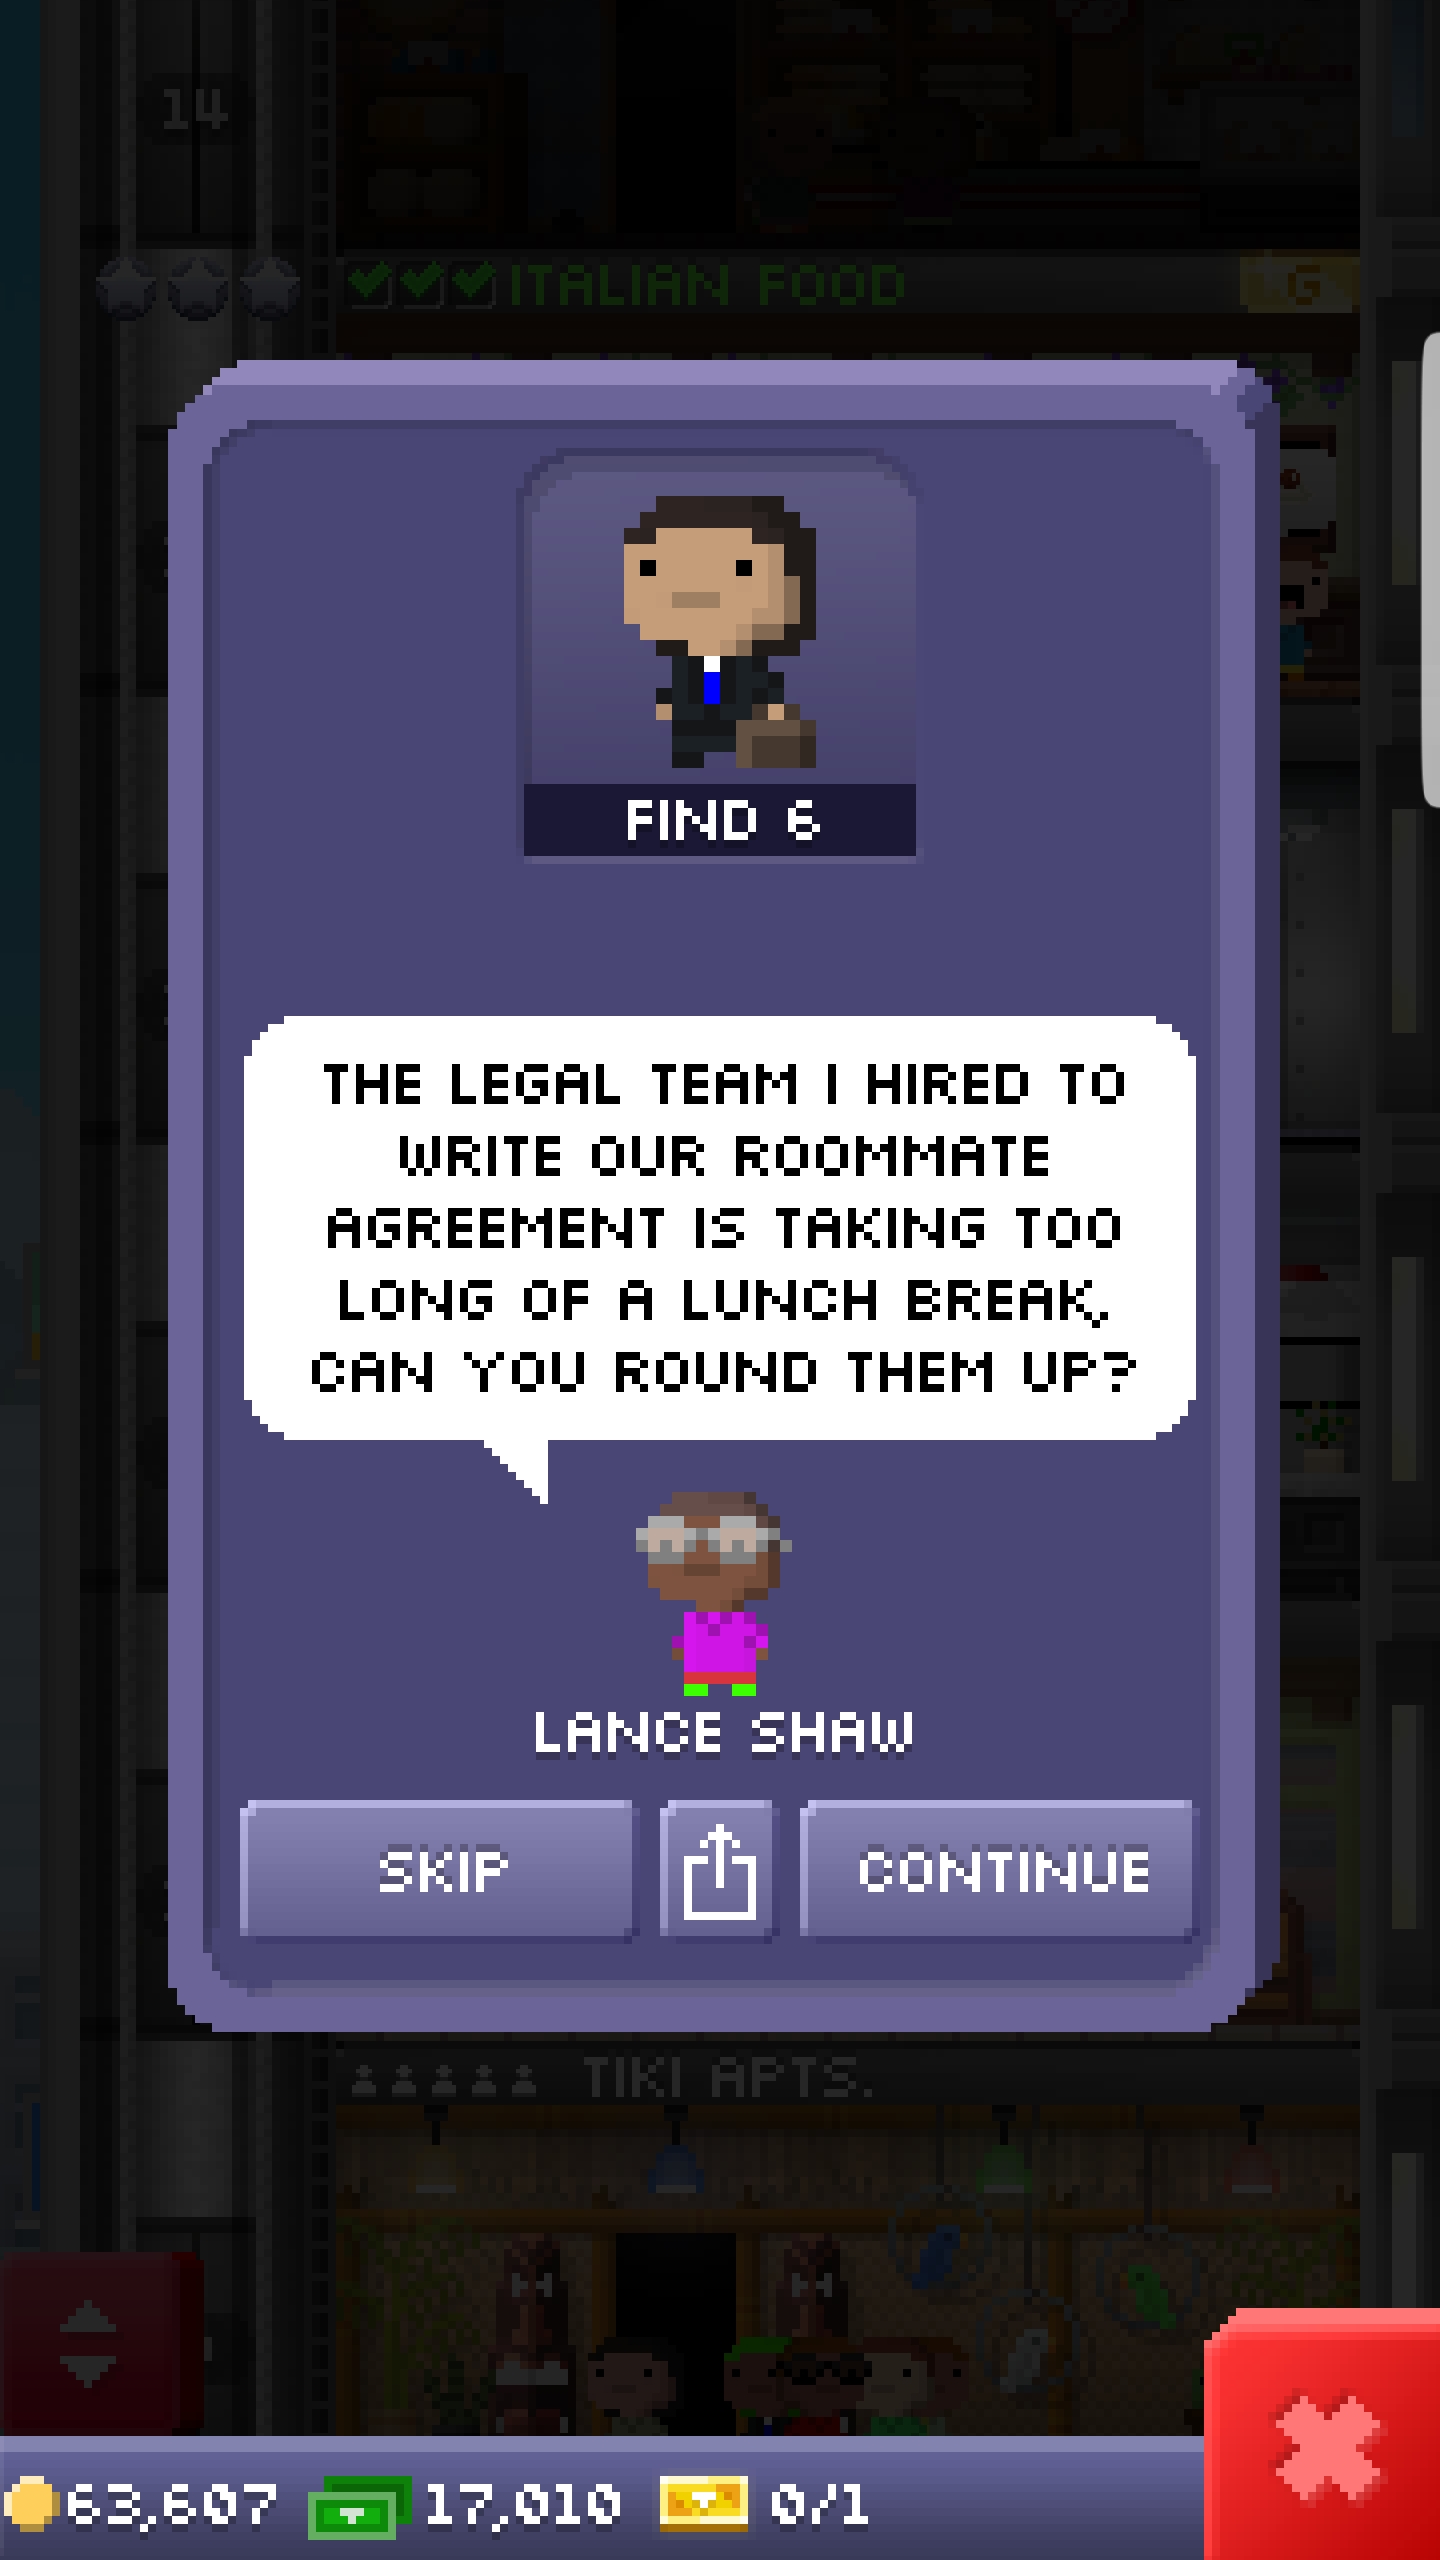 14
ITALIAN FOOD
G
FIND 6
THE LEGAL TEAM I HIRED TO
WRITE OUR ROOMMATE
AGREEMENT IS TAKING TOO
LONG OF A LUNCH BREAK,
CAN YOU ROUND THEM UP?
LANCE SHAW
SKIP
CONTINUE
TIKI APTS.
63,607 17,010 0/1